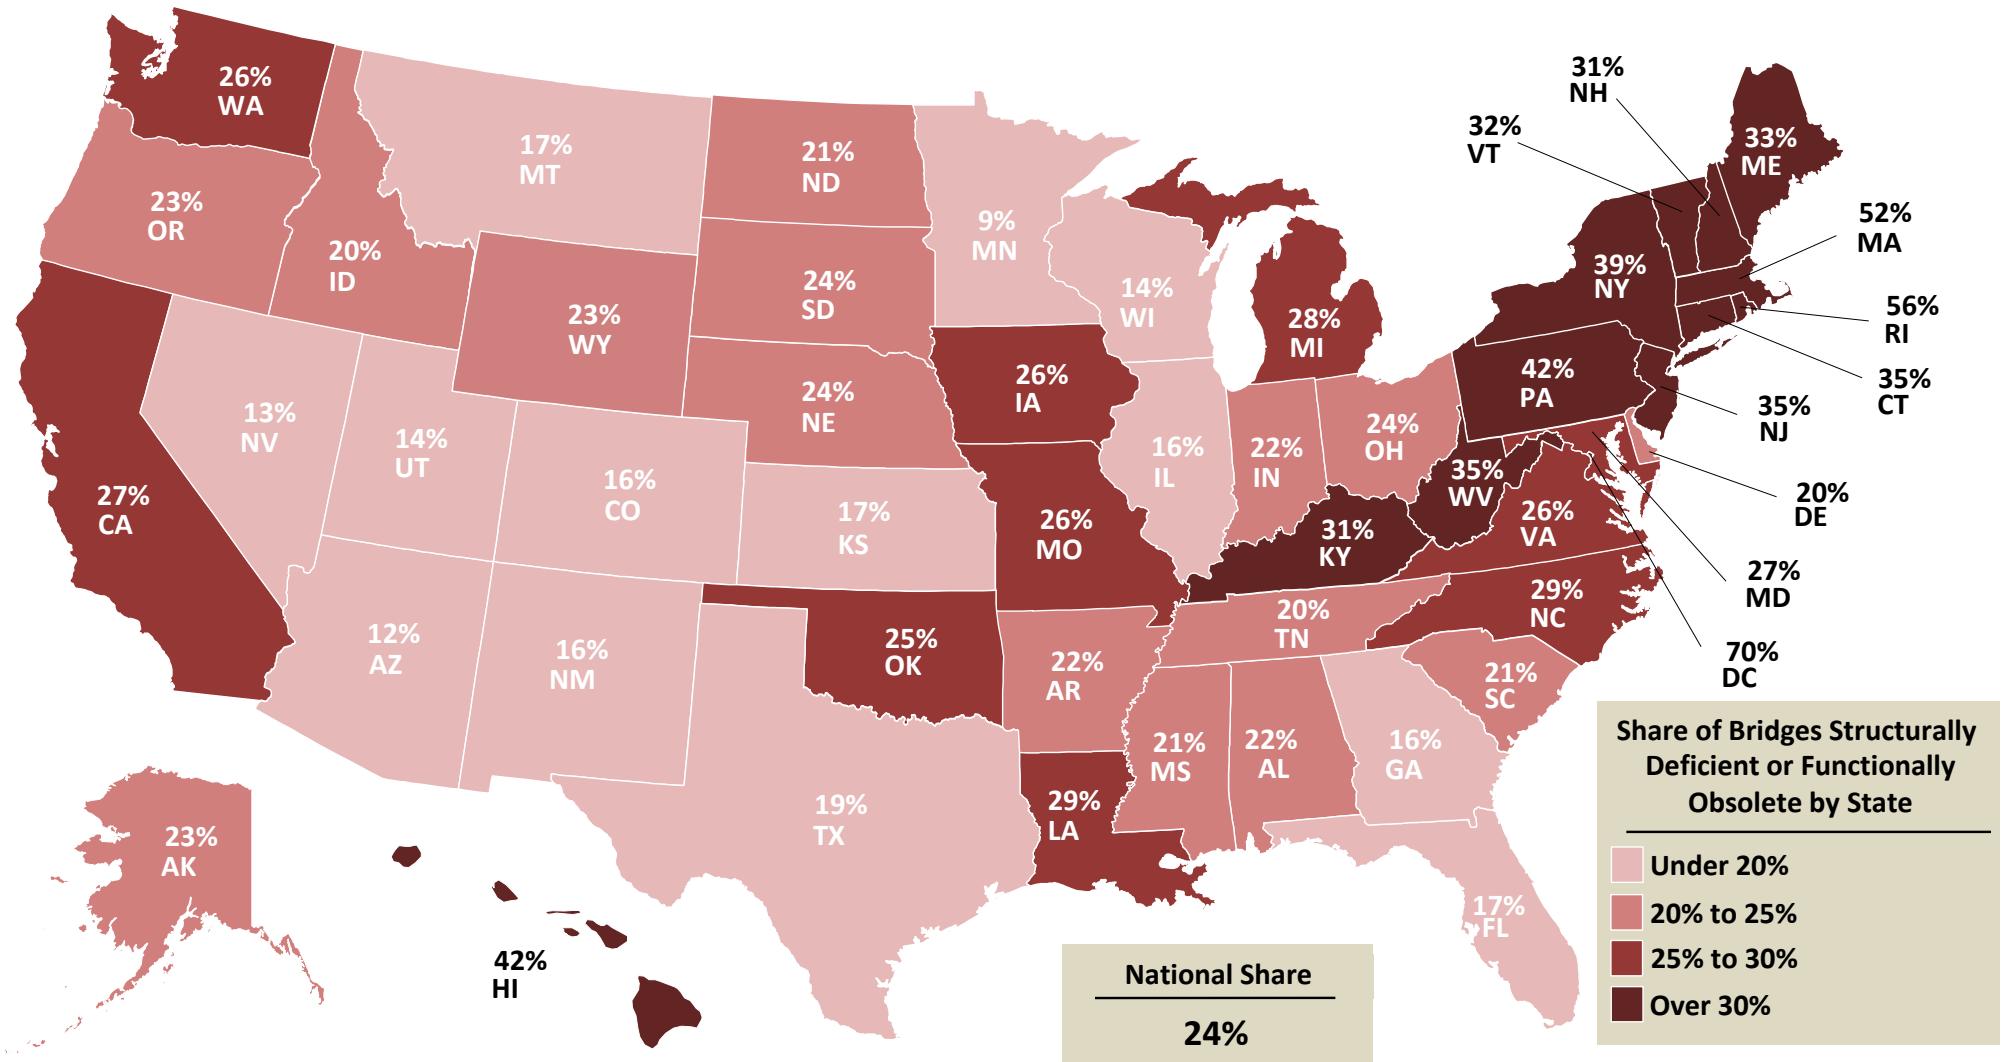 26%
WA
17%
MT
21%
ND
9%
MN
31%
NH
32%
VT
33%
ME
23%
OR
20%
ID
23%
WY
24%
SD
14%
WI
28%
MI
39%
NY
52%
MA
56%
RI
35%
CT
35%
NJ
42%
PA
13%
NV
14%
UT
16%
CO
24%
NE
26%
IA
16%
IL
22%
IN
24%
OH
35%
WV
26%
VA
20%
DE
27%
MD
70%
DC
27%
CA
17%
KS
26%
MO
31%
KY
29%
NC
20%
TN
12%
AZ
16%
NM
25%
OK
22%
AR
21%
SC
21%
MS
22%
AL
16%
GA
19%
TX
29%
LA
17%
FL
23%
AK
42%
HI
National Share
24%
Share of Bridges Structurally
Deficient or Functionally
Obsolete by State
Under 20%
20% to 25%
25% to 30%
Over 30%